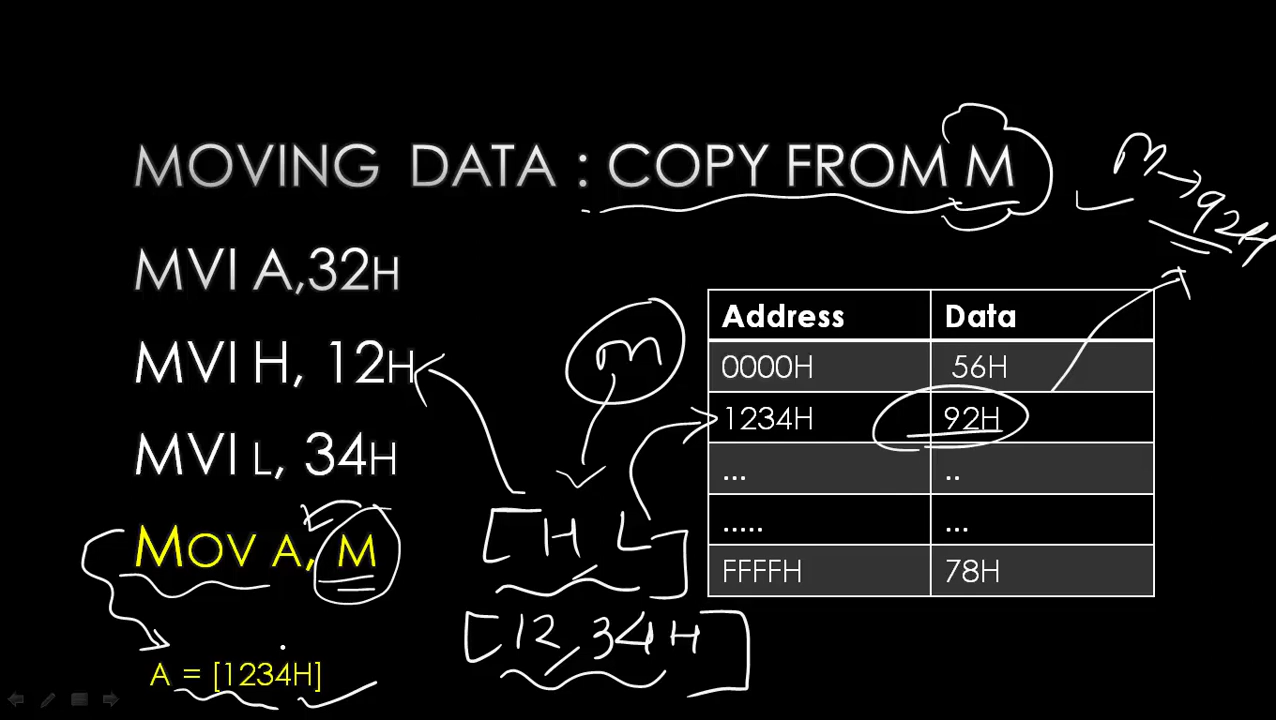 MOVING DATA : COPY FROM M
m→92H
MVI A,32H
MVI H, 12H
MVI L, 34H
MOV A, M
A = [1234H]
m
[H L]
[12 34H]
Address Data
0000H 56H
1234H 92H
... ..
..... ...
FFFFH 78H